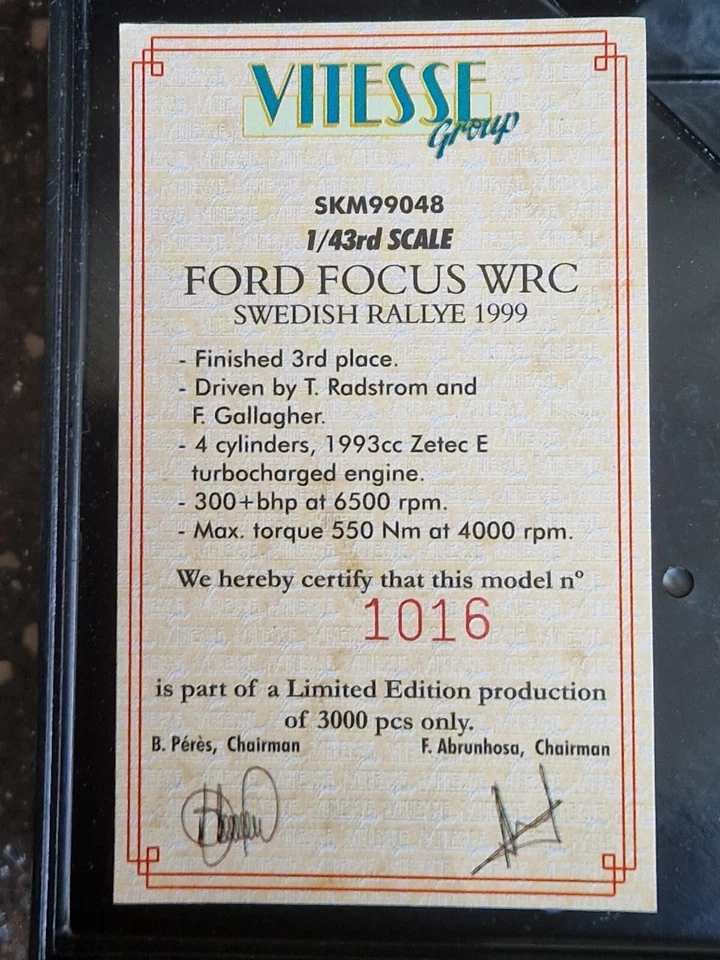 VITESSE
Group
SKM99048
1/43rd SCALE
FORD FOCUS WRC
SWEDISH RALLYE 1999
- Finished 3rd place.
- Driven by T. Radstrom and
F. Gallagher.
- 4 cylinders, 1993cc Zetec E
turbocharged engine.
- 300+bhp at 6500 rpm.
- Max. torque 550 Nm at 4000 rpm.
We hereby certify that this model nº
1016
is part of a Limited Edition production
of 3000 pcs only.
B. Pérès, Chairman F. Abrunhosa, Chairman